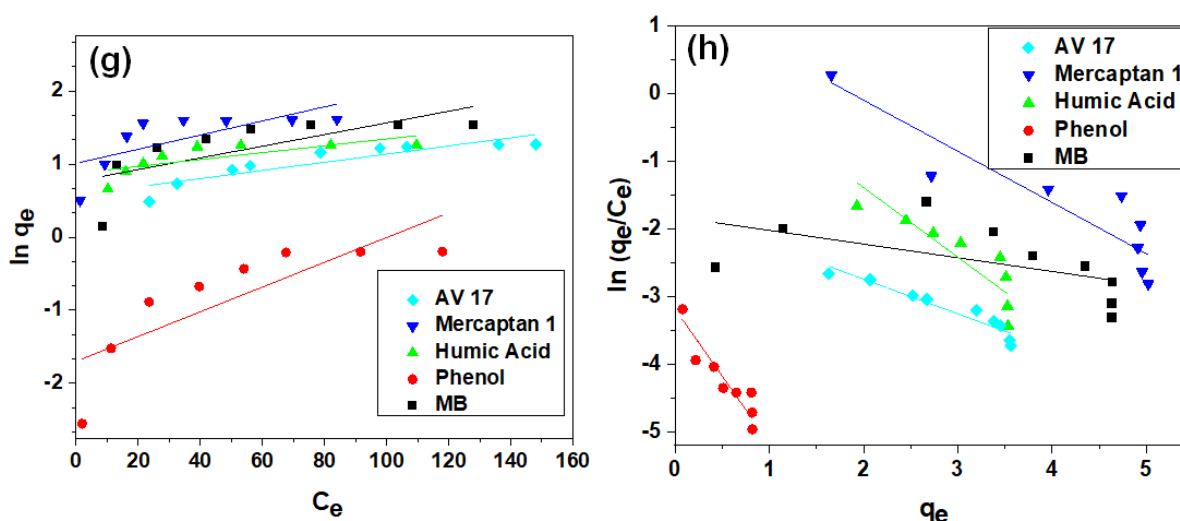 (g)
ln qe
2
1
0
-1
-2
0 20 40 60 80 100 120 140 160
Ce
AV 17
Mercaptan 1
Humic Acid
Phenol
MB
(h)
ln (qe/Ce)
1
0
-1
-2
-3
-4
-5
0 1 2 3 4 5
qe
AV 17
Mercaptan 1
Humic Acid
Phenol
MB